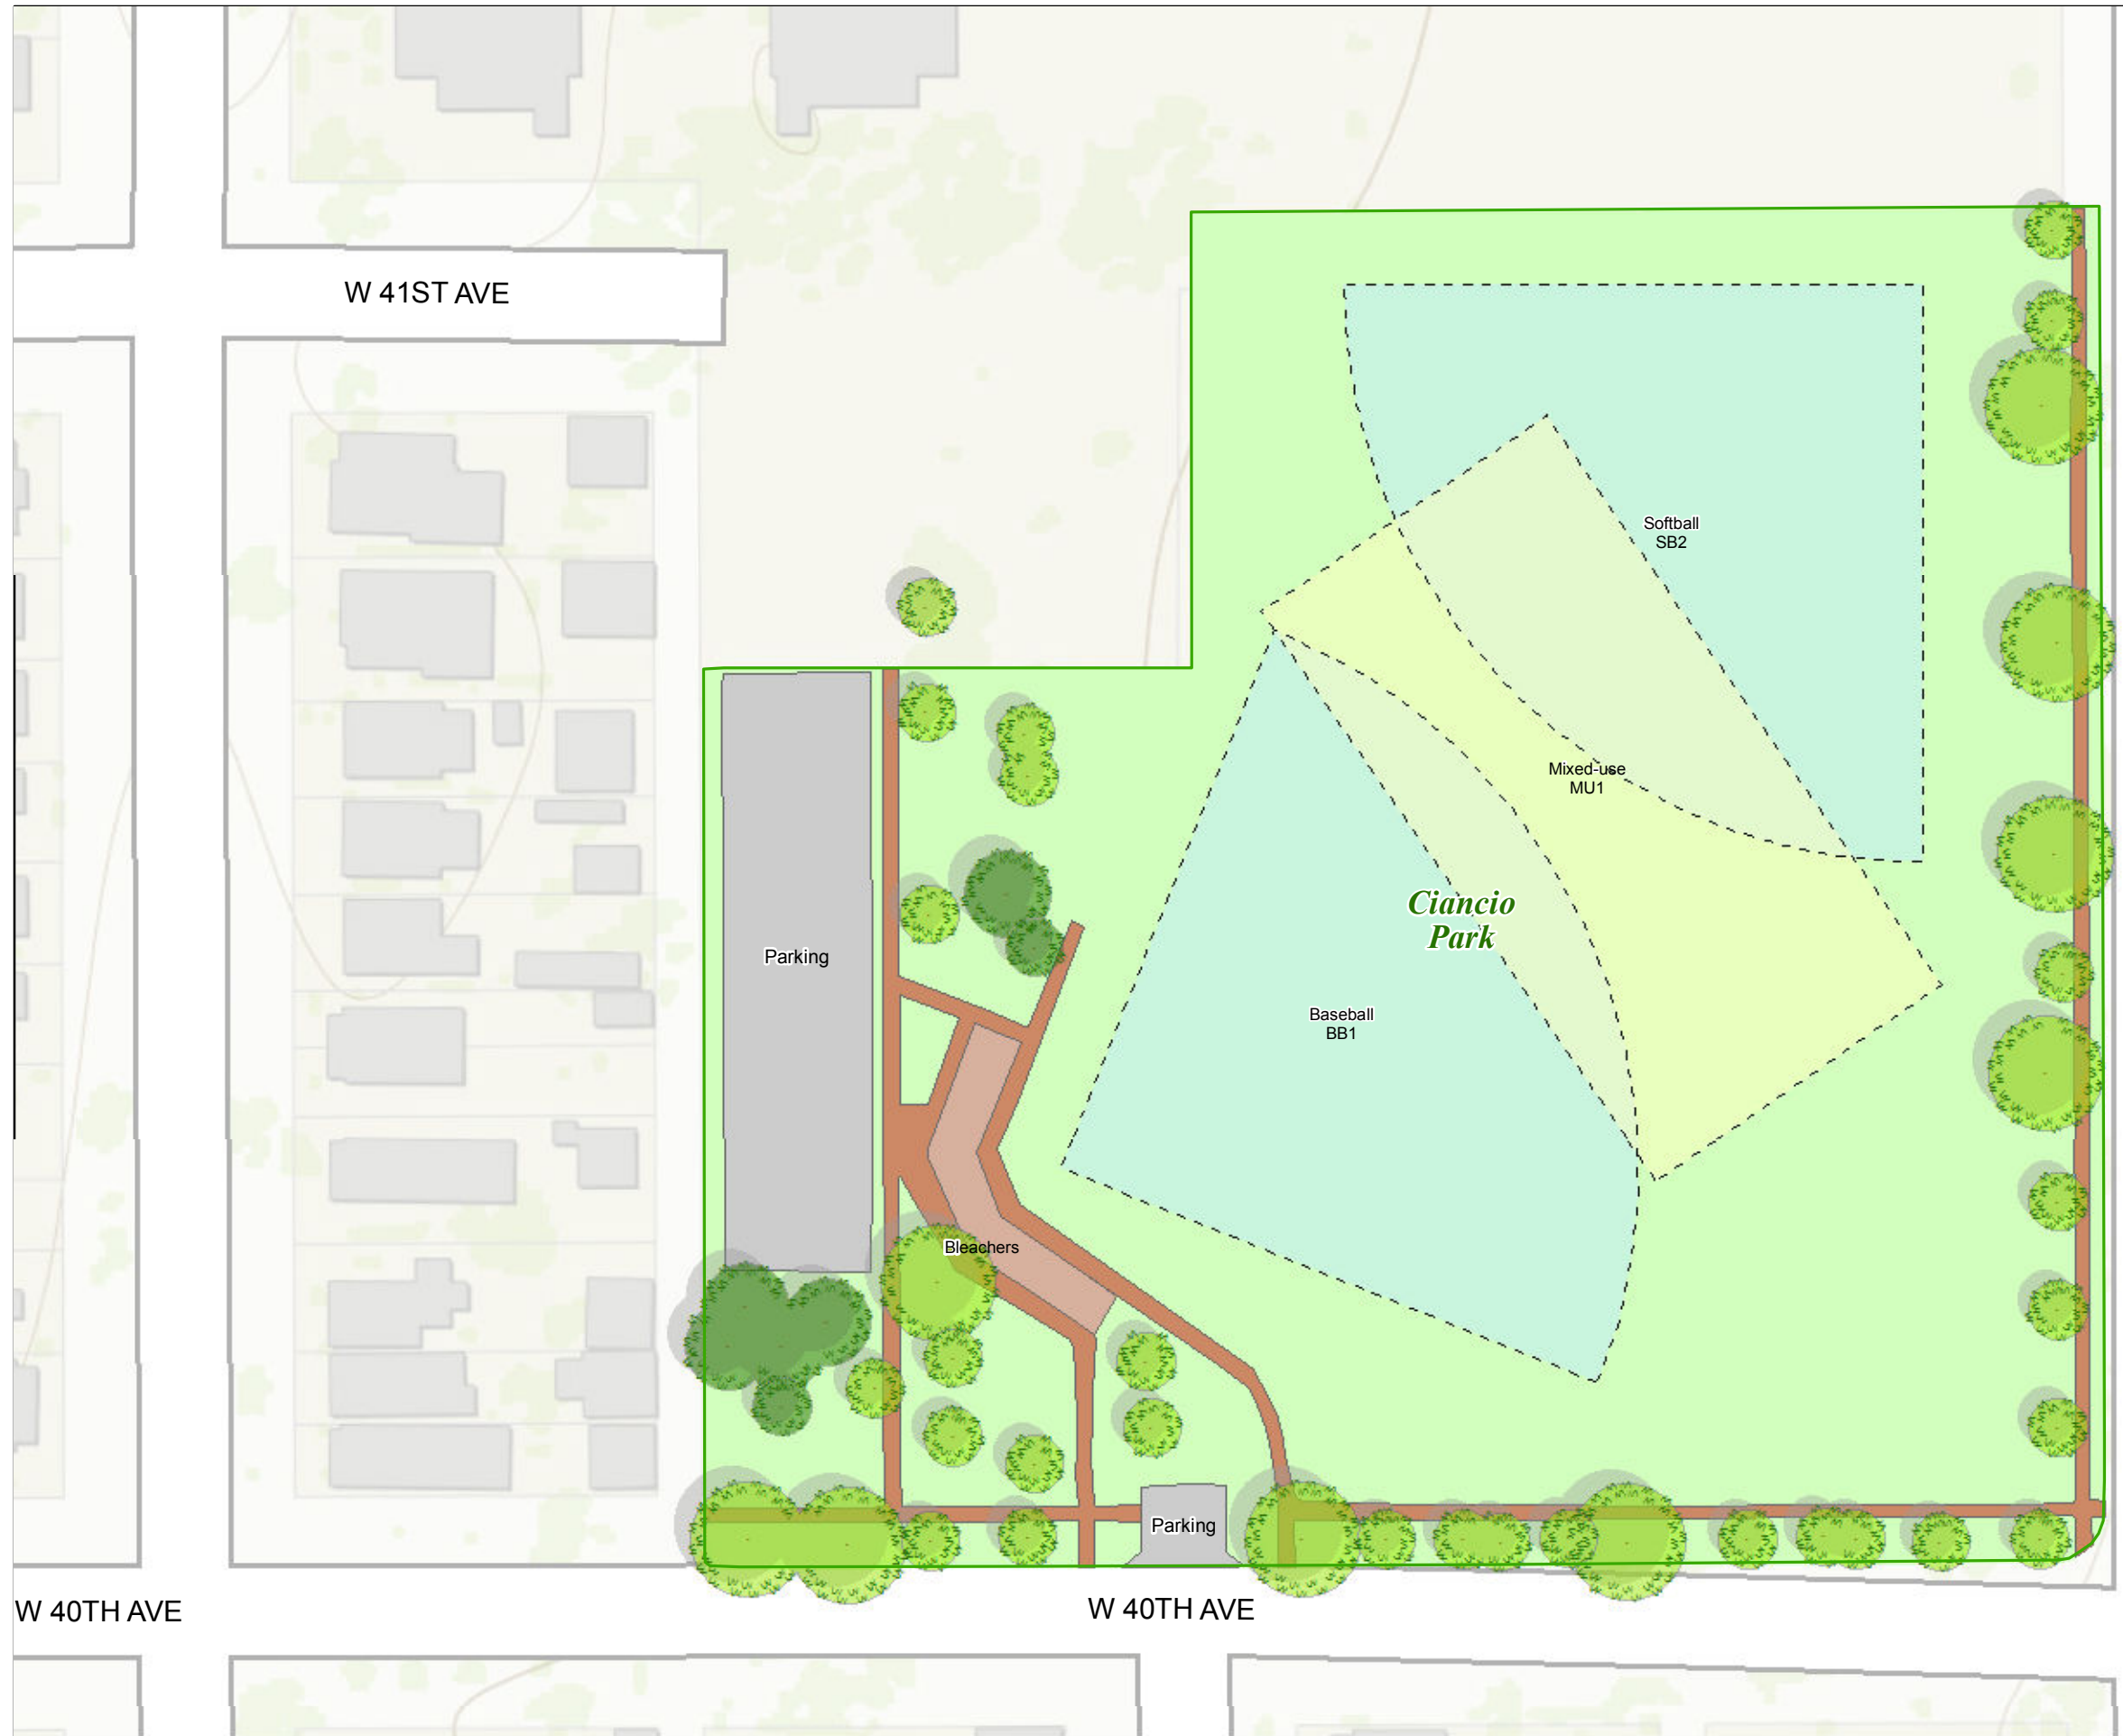 W 41ST AVE
Softball
SB2
Mixed-use
MU1
Ciancio
Park
Parking
Baseball
BB1
Bleachers
Parking
W 40TH AVE
W 40TH AVE